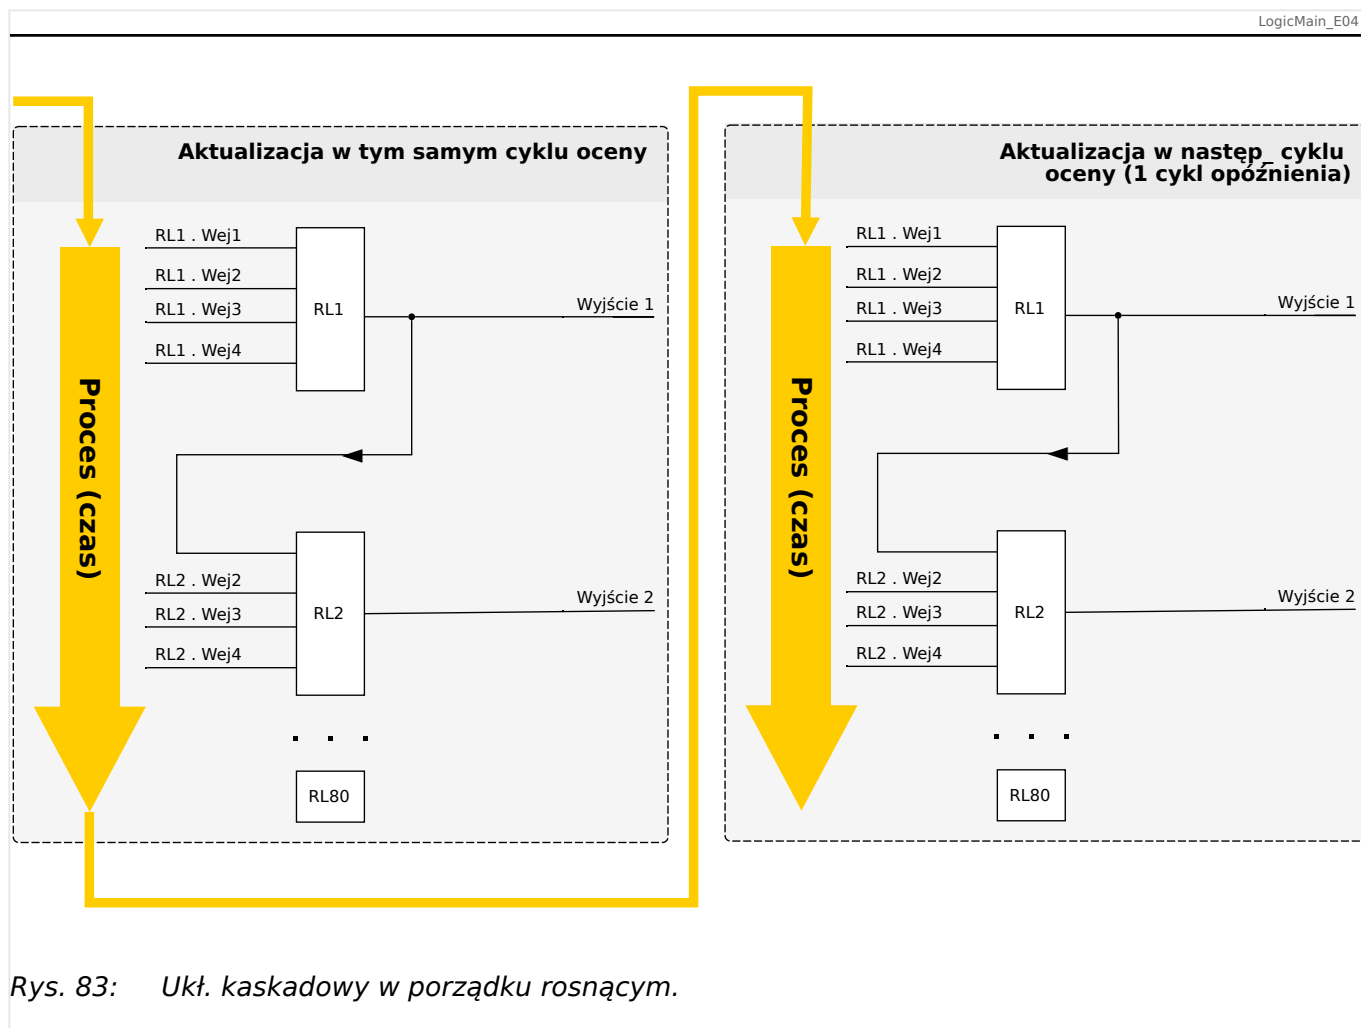 LogicMain_E04
Aktualizacja w tym samym cyklu oceny
RL1 . Wej1
RL1 . Wej2
RL1 . Wej3
RL1 . Wej4
RL1
Wyjście 1
Proces (czas)
RL2 . Wej2
RL2 . Wej3
RL2 . Wej4
RL2
Wyjście 2
. . .
RL80
Aktualizacja w następ_ cyklu
oceny (1 cykl opóźnienia)
RL1 . Wej1
RL1 . Wej2
RL1 . Wej3
RL1 . Wej4
RL1
Wyjście 1
Proces (czas)
RL2 . Wej2
RL2 . Wej3
RL2 . Wej4
RL2
Wyjście 2
. . .
RL80
Rys. 83: Ukł. kaskadowy w porządku rosnącym.